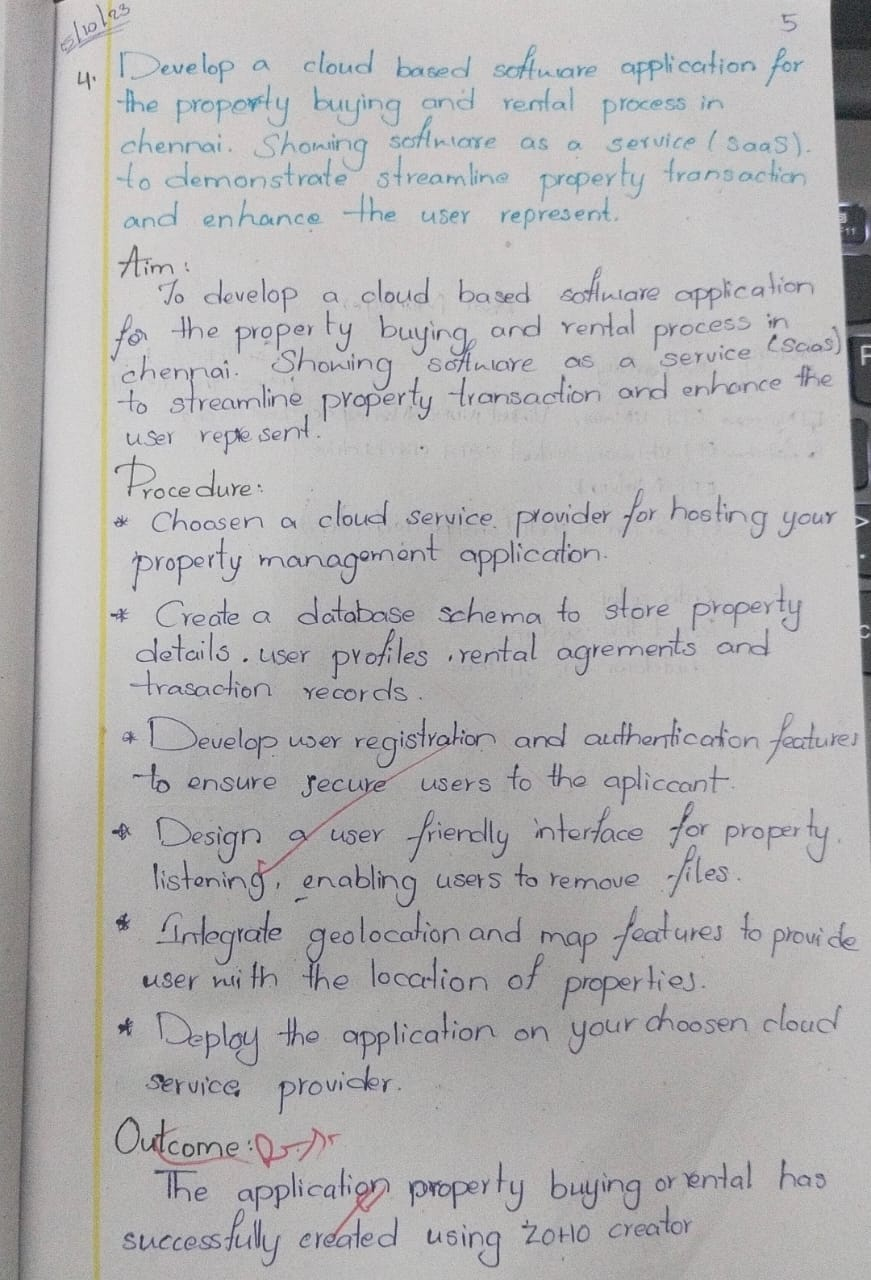 5/10/23
5
4. Develop a cloud based software application for
the property buying and rental process in
chennai. Showing software as a service (saaS).
to demonstrate streamline property transaction
and enhance the user represent.
Aim:
To develop a cloud based software application
for the property buying and rental process in
chennai. Showing software as a service (saas)
to streamline property transaction and enhance the
user represent.
Procedure:
* Choosen a cloud service provider for hosting your
property management application.
* Create a database schema to store property
details. user profiles, rental agrements and
trasaction records.
* Develop user registration and authentication features
to ensure secure users to the apliccant.
* Design a user friendly interface for property
listening, enabling users to remove files.
* Integrate geolocation and map features to provide
user with the location of properties.
* Deploy the application on your choosen cloud
service provider.
Outcome:
The application property buying or rental has
successfully created using ZOHO creator
F11